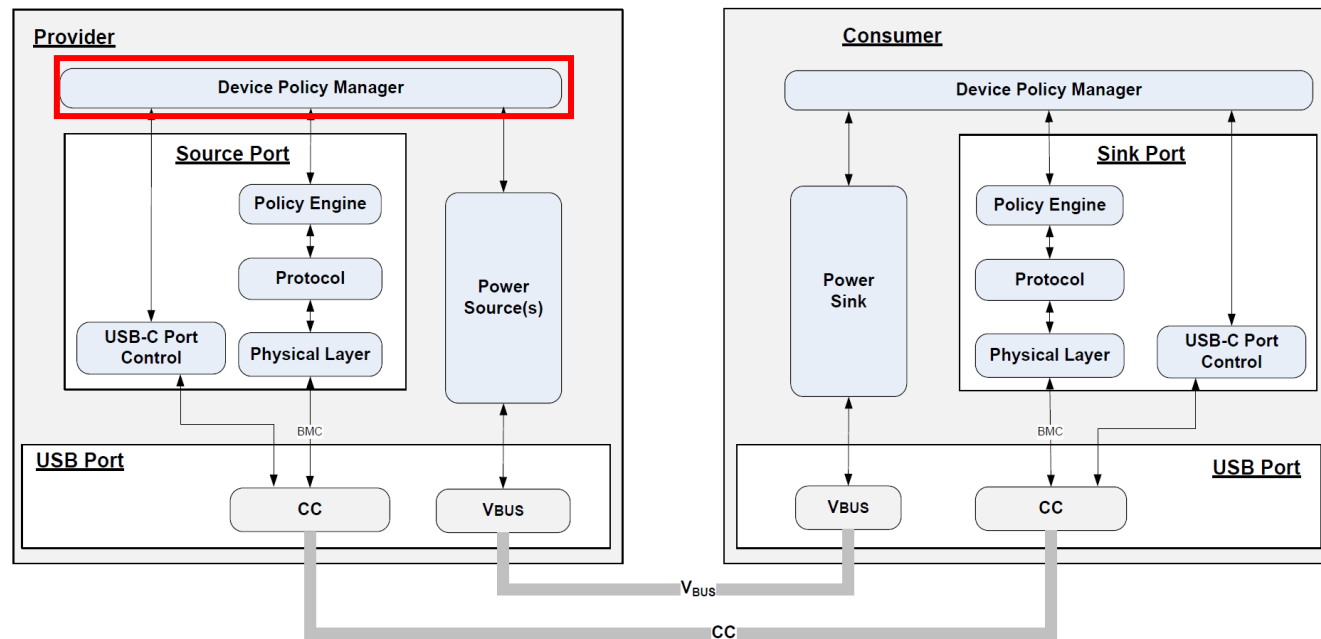 Provider
Device Policy Manager
Source Port
Policy Engine
Protocol
Physical Layer
USB-C Port
Control
Power
Source(s)
BMC
USB Port
CC
VBUS
Consumer
Device Policy Manager
Sink Port
Power
Sink
Policy Engine
Protocol
Physical Layer
USB-C Port
Control
BMC
USB Port
VBUS
CC
VBUS
CC